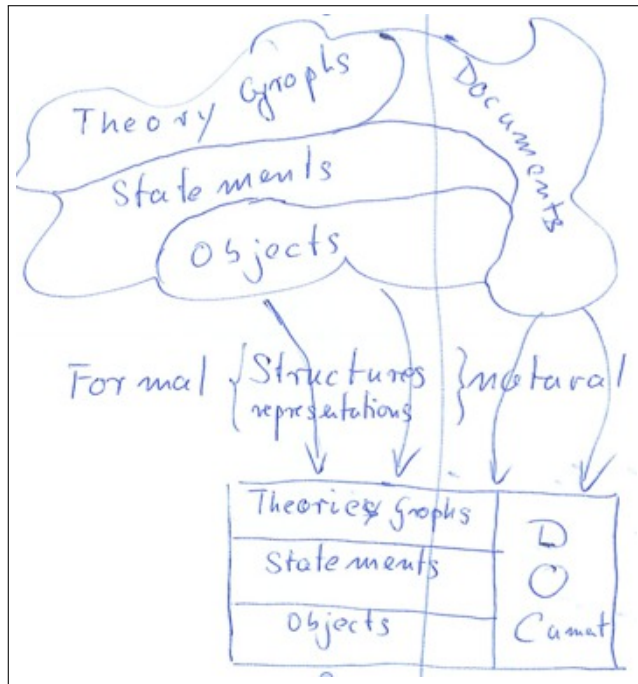 Theory Graphs
Documents
Statements
Objects
Formal { Structures } natural
{ representations
Theories graphs
Statements
Objects
D
O
Cumat